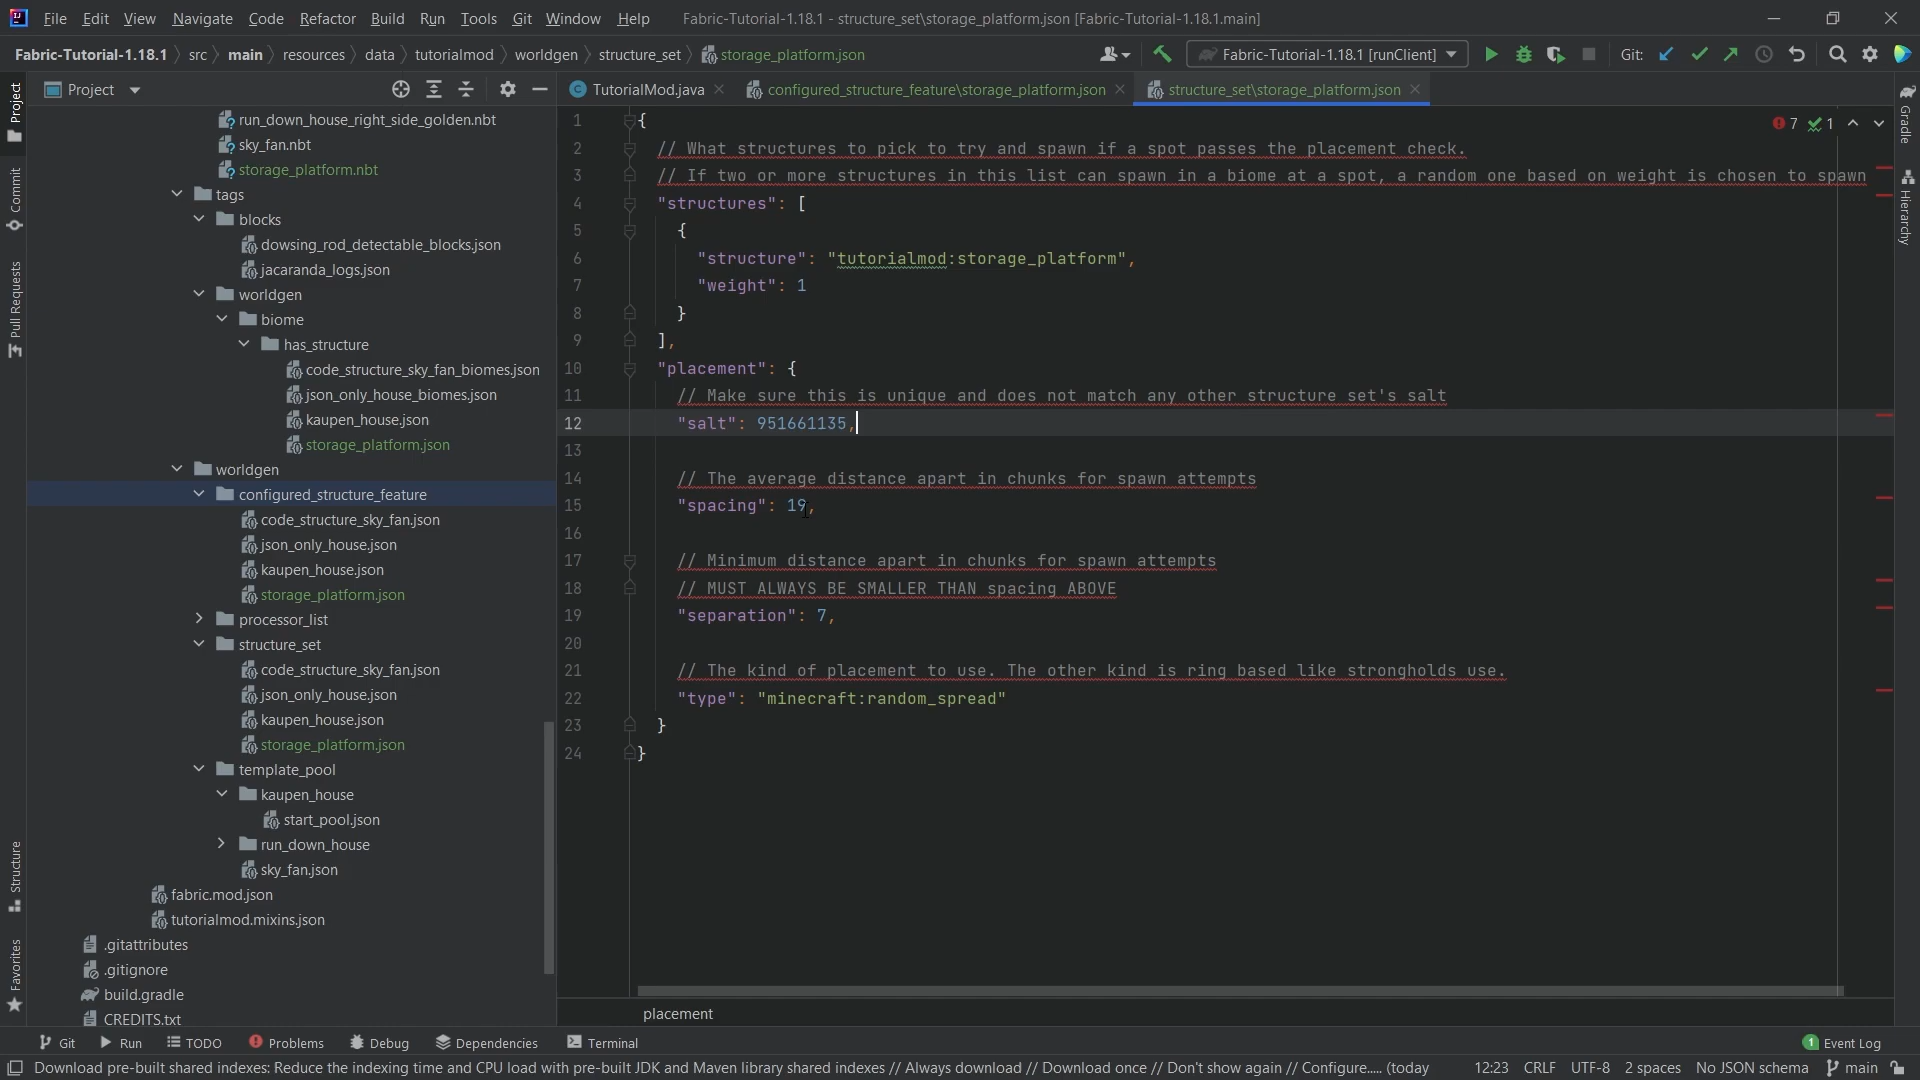 File Edit View Navigate Code Refactor Build Run Tools Git Window Help Fabric-Tutorial-1.18.1 - structure_set\storage_platform.json [Fabric-Tutorial-1.18.1.main]
Fabric-Tutorial-1.18.1 src main resources data tutorialmod worldgen structure_set storage_platform.json Fabric-Tutorial-1.18.1 [runClient] Git:
Project
TutorialMod.java configured_structure_feature\storage_platform.json structure_set\storage_platform.json
Project
Commit
Pull Requests
Structure
Favorites
run_down_house_right_side_golden.nbt
sky_fan.nbt
storage_platform.nbt
tags
blocks
dowsing_rod_detectable_blocks.json
jacaranda_logs.json
worldgen
biome
has_structure
code_structure_sky_fan_biomes.json
json_only_house_biomes.json
kaupen_house.json
storage_platform.json
worldgen
configured_structure_feature
code_structure_sky_fan.json
json_only_house.json
kaupen_house.json
storage_platform.json
processor_list
structure_set
code_structure_sky_fan.json
json_only_house.json
kaupen_house.json
storage_platform.json
template_pool
kaupen_house
start_pool.json
run_down_house
sky_fan.json
fabric.mod.json
tutorialmod.mixins.json
.gitattributes
.gitignore
build.gradle
CREDITS.txt
1 {
2 // What structures to pick to try and spawn if a spot passes the placement check.
3 // If two or more structures in this list can spawn in a biome at a spot, a random one based on weight is chosen to spawn
4 "structures": [
5 {
6 "structure": "tutorialmod:storage_platform",
7 "weight": 1
8 }
9 ],
10 "placement": {
11 // Make sure this is unique and does not match any other structure set's salt
12 "salt": 951661135,
13
14 // The average distance apart in chunks for spawn attempts
15 "spacing": 19,
16
17 // Minimum distance apart in chunks for spawn attempts
18 // MUST ALWAYS BE SMALLER THAN spacing ABOVE
19 "separation": 7,
20
21 // The kind of placement to use. The other kind is ring based like strongholds use.
22 "type": "minecraft:random_spread"
23 }
24 }
7 1
Gradle
Hierarchy
placement
Git Run TODO Problems Debug Dependencies Terminal 1 Event Log
Download pre-built shared indexes: Reduce the indexing time and CPU load with pre-built JDK and Maven library shared indexes // Always download // Download once // Don't show again // Configure..... (today 12:23 CRLF UTF-8 2 spaces No JSON schema main